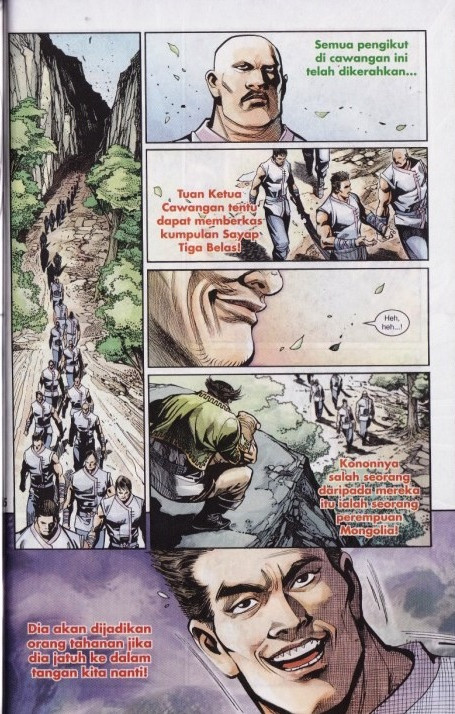 Semua pengikut
di cawangan ini
telah dikerahkan...
Tuan Ketua
Cawangan tentu
dapat memberkas
kumpulan Sayap
Tiga Belas!
Heh,
heh...!
Kononnya
salah seorang
daripada mereka
itu ialah seorang
perempuan
Mongolia!
Dia akan dijadikan
orang tahanan jika
dia jatuh ke dalam
tangan kita nanti!